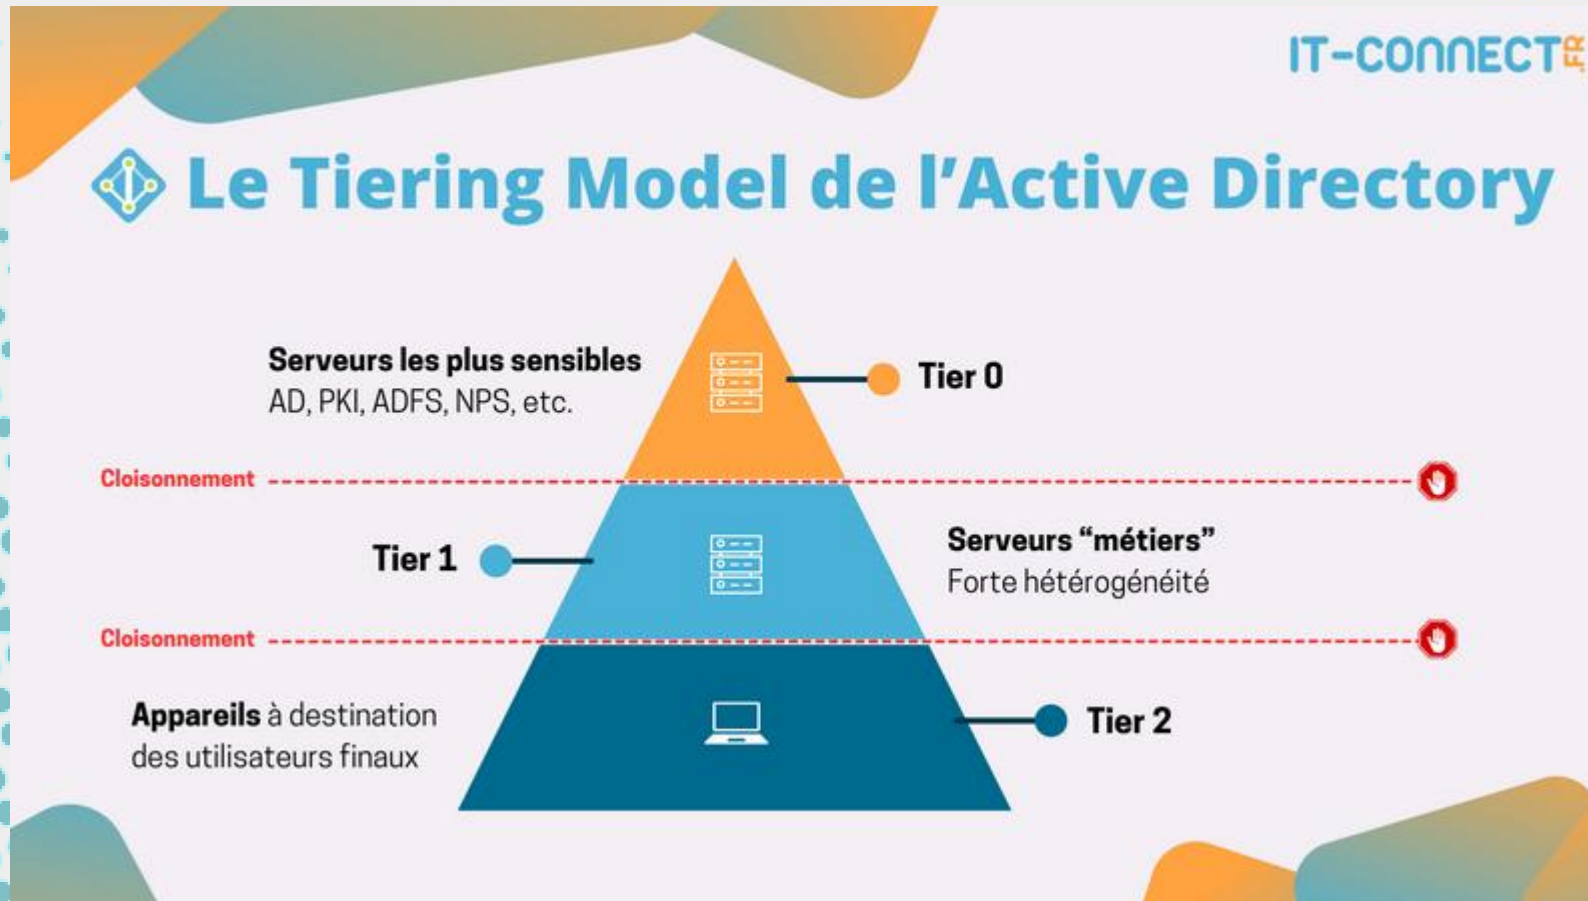 IT-CONNECT.FR
Le Tiering Model de l'Active Directory
Serveurs les plus sensibles
AD, PKI, ADFS, NPS, etc.
Tier 0
Cloisonnement
Tier 1
Serveurs “métiers”
Forte hétérogénéité
Cloisonnement
Appareils à destination
des utilisateurs finaux
Tier 2